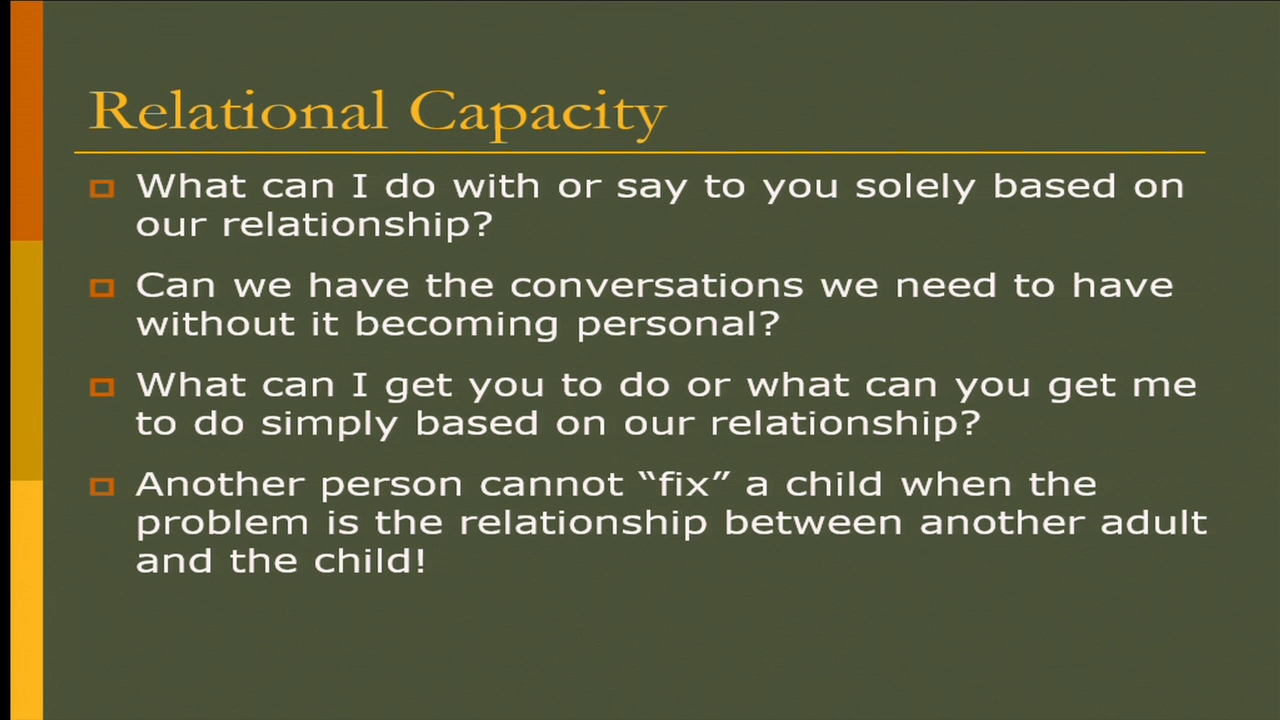 Relational Capacity
What can I do with or say to you solely based on
our relationship?
Can we have the conversations we need to have
without it becoming personal?
What can I get you to do or what can you get me
to do simply based on our relationship?
Another person cannot “fix” a child when the
problem is the relationship between another adult
and the child!